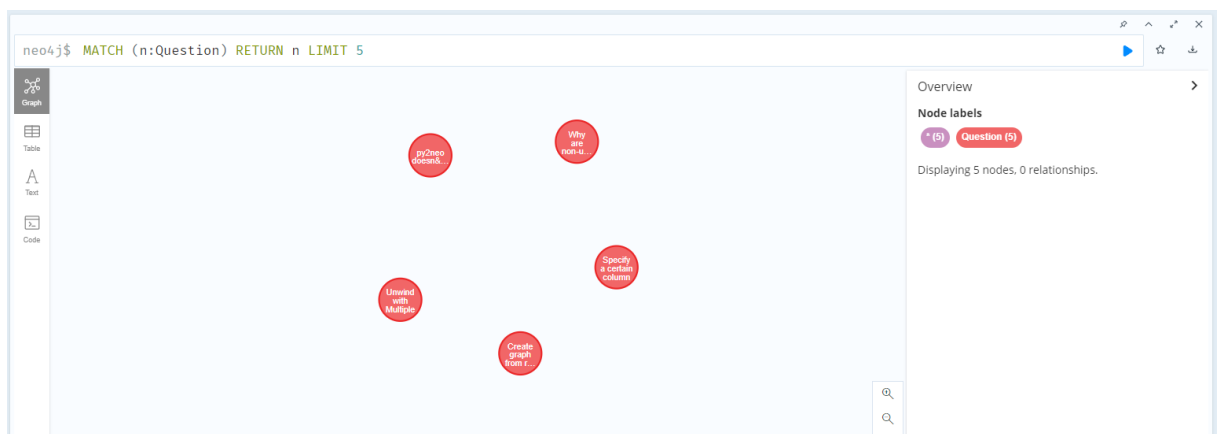 neo4j$ MATCH (n:Question) RETURN n LIMIT 5
Graph
Table
Text
Code
py2neo
doesn&...
Why
are
non-u...
Specify
a certain
column
Unwind
with
Multiple
Create
graph
from r...
Overview
Node labels
* (5) Question (5)
Displaying 5 nodes, 0 relationships.